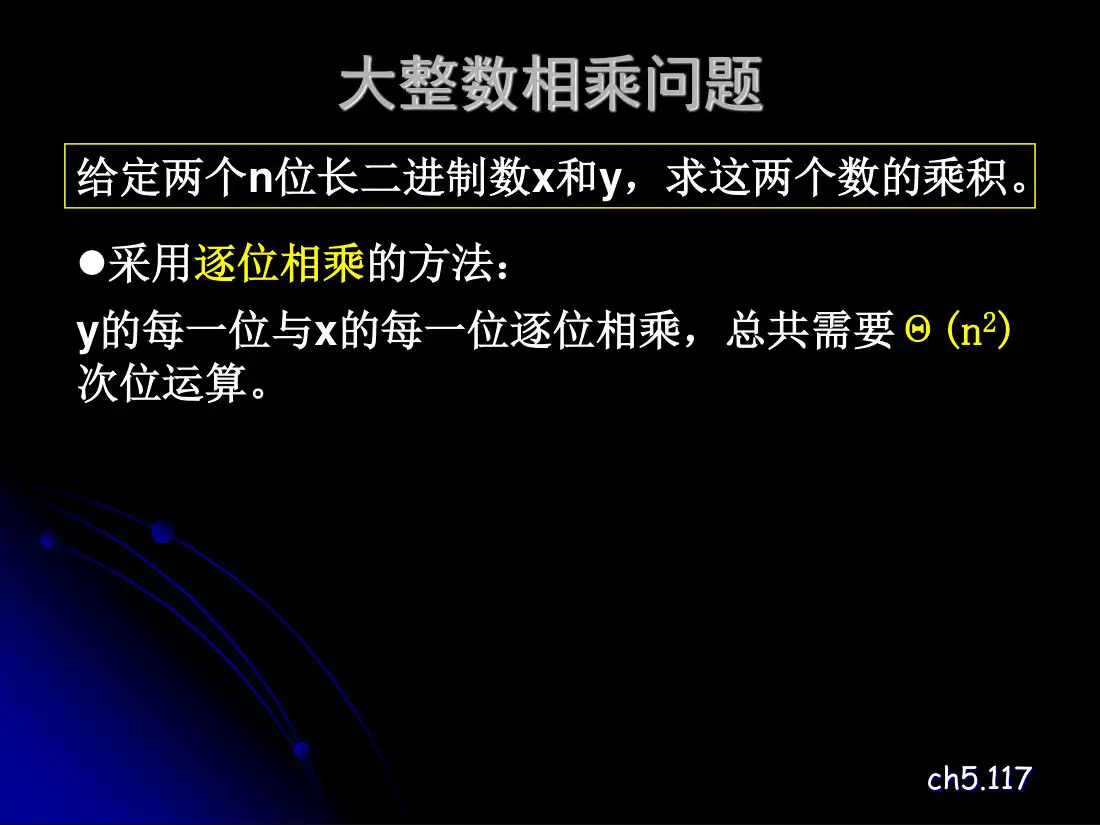 大整数相乘问题
给定两个n位长二进制数x和y，求这两个数的乘积。
●采用逐位相乘的方法：
y的每一位与x的每一位逐位相乘，总共需要Θ(n²)
次位运算。
ch5.117